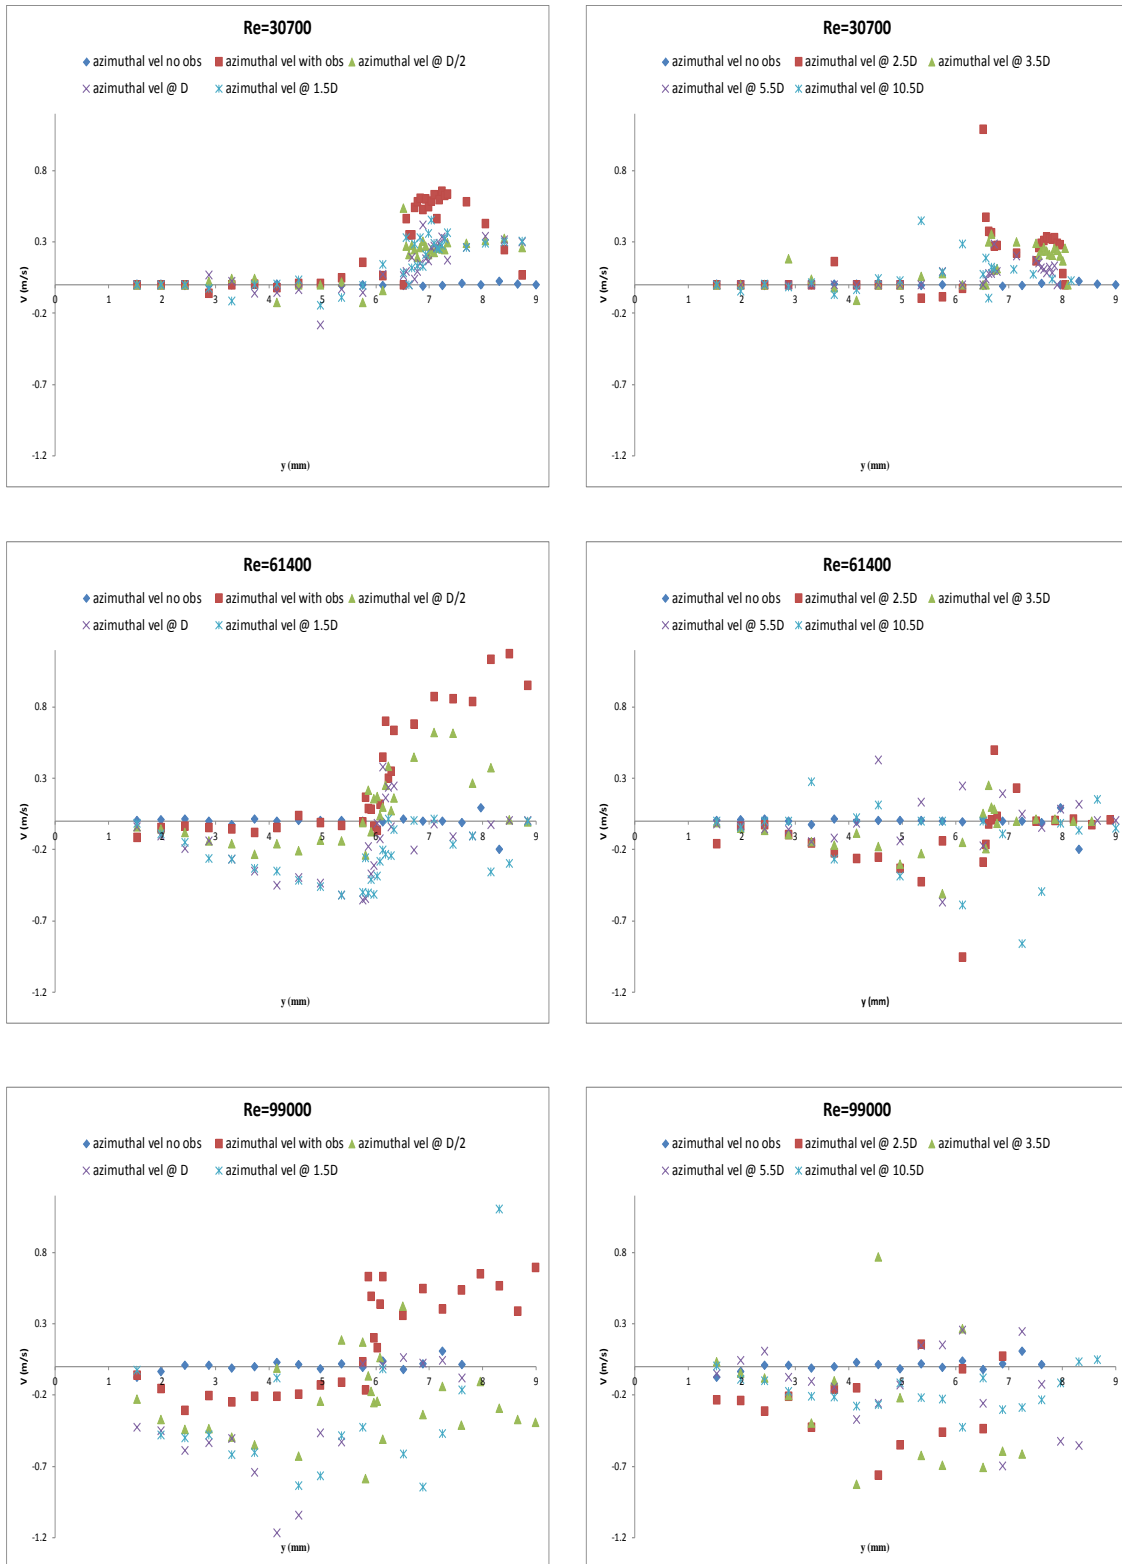 Re=30700
azimuthal vel no obs azimuthal vel with obs azimuthal vel @ D/2
azimuthal vel @ D azimuthal vel @ 1.5D
0.8
0.3
-0.2
-0.7
-1.2
0 1 2 3 4 5 6 7 8 9
V (m/s)
y (mm)
Re=30700
azimuthal vel no obs azimuthal vel @ 2.5D azimuthal vel @ 3.5D
azimuthal vel @ 5.5D azimuthal vel @ 10.5D
0.8
0.3
-0.2
-0.7
-1.2
0 1 2 3 4 5 6 7 8 9
V (m/s)
y (mm)
Re=61400
azimuthal vel no obs azimuthal vel with obs azimuthal vel @ D/2
azimuthal vel @ D azimuthal vel @ 1.5D
0.8
0.3
-0.2
-0.7
-1.2
0 1 2 3 4 5 6 7 8 9
V (m/s)
y (mm)
Re=61400
azimuthal vel no obs azimuthal vel @ 2.5D azimuthal vel @ 3.5D
azimuthal vel @ 5.5D azimuthal vel @ 10.5D
0.8
0.3
-0.2
-0.7
-1.2
0 1 2 3 4 5 6 7 8 9
V (m/s)
y (mm)
Re=99000
azimuthal vel no obs azimuthal vel with obs azimuthal vel @ D/2
azimuthal vel @ D azimuthal vel @ 1.5D
0.8
0.3
-0.2
-0.7
-1.2
0 1 2 3 4 5 6 7 8 9
V (m/s)
y (mm)
Re=99000
azimuthal vel no obs azimuthal vel @ 2.5D azimuthal vel @ 3.5D
azimuthal vel @ 5.5D azimuthal vel @ 10.5D
0.8
0.3
-0.2
-0.7
-1.2
0 1 2 3 4 5 6 7 8 9
V (m/s)
y (mm)